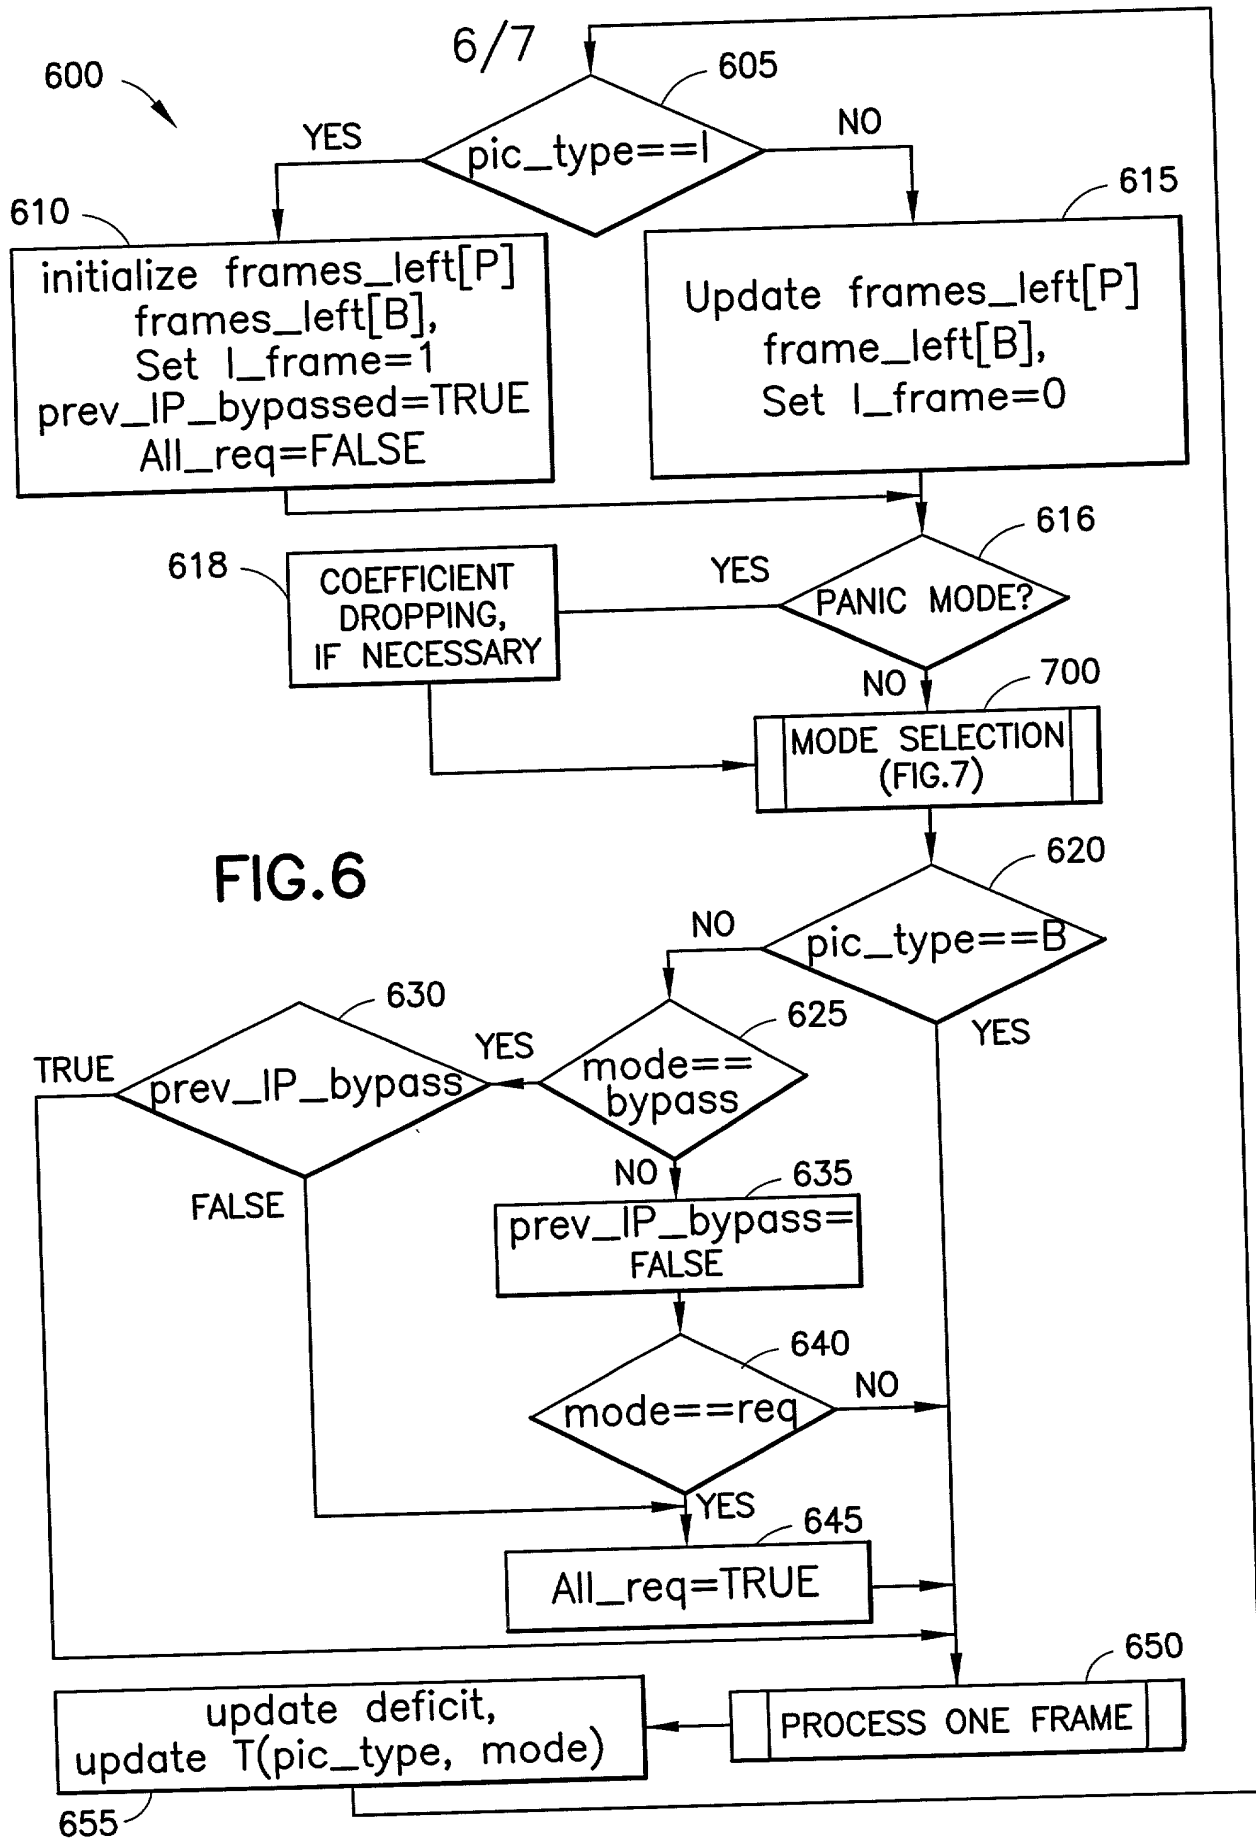 6/7
600
605
pic_type==I
YES
NO
610
initialize frames_left[P]
frames_left[B],
Set I_frame=1
prev_IP_bypassed=TRUE
All_req=FALSE
615
Update frames_left[P]
frame_left[B],
Set I_frame=0
616
PANIC MODE?
YES
NO
618
COEFFICIENT
DROPPING,
IF NECESSARY
700
MODE SELECTION
(FIG.7)
FIG.6
620
pic_type==B
NO
YES
625
mode==
bypass
YES
NO
630
prev_IP_bypass
TRUE
FALSE
635
prev_IP_bypass=
FALSE
640
mode==req
NO
YES
645
All_req=TRUE
650
PROCESS ONE FRAME
update deficit,
update T(pic_type, mode)
655